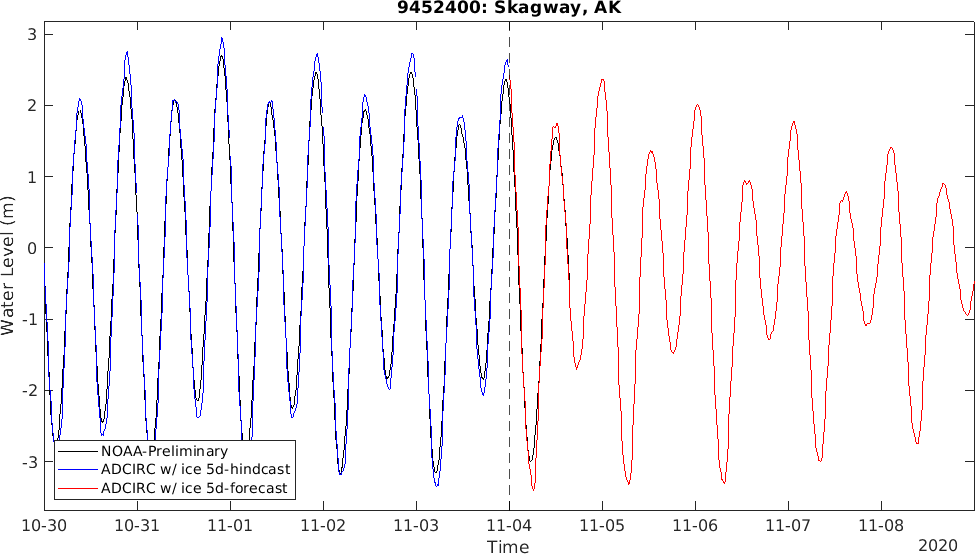 9452400: Skagway, AK
3
2
1
0
-1
-2
-3
Water Level (m)
NOAA-Preliminary
ADCIRC w/ ice 5d-hindcast
ADCIRC w/ ice 5d-forecast
10-30 10-31 11-01 11-02 11-03 11-04 11-05 11-06 11-07 11-08
Time
2020